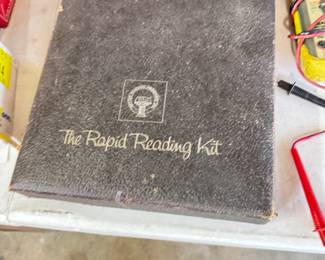 The Rapid Reading Kit